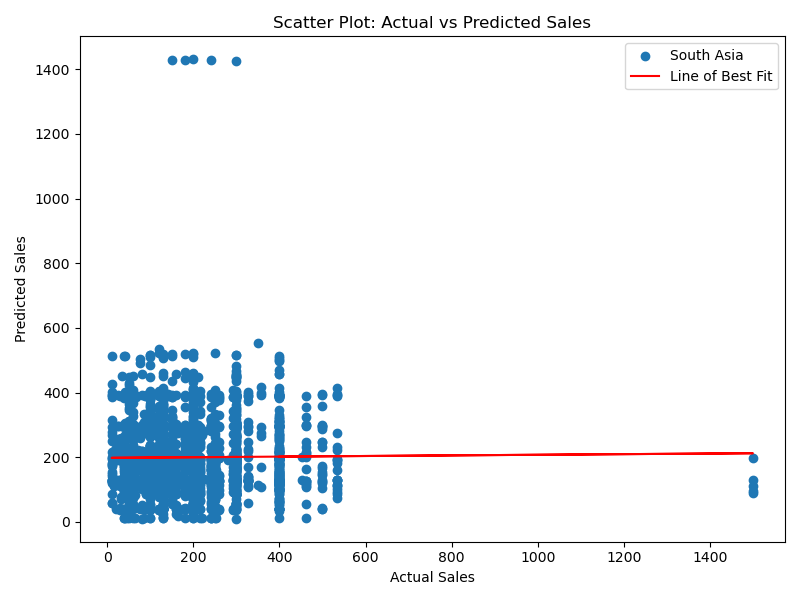 Scatter Plot: Actual vs Predicted Sales
South Asia
Line of Best Fit
Predicted Sales
1400
1200
1000
800
600
400
200
0
0 200 400 600 800 1000 1200 1400
Actual Sales